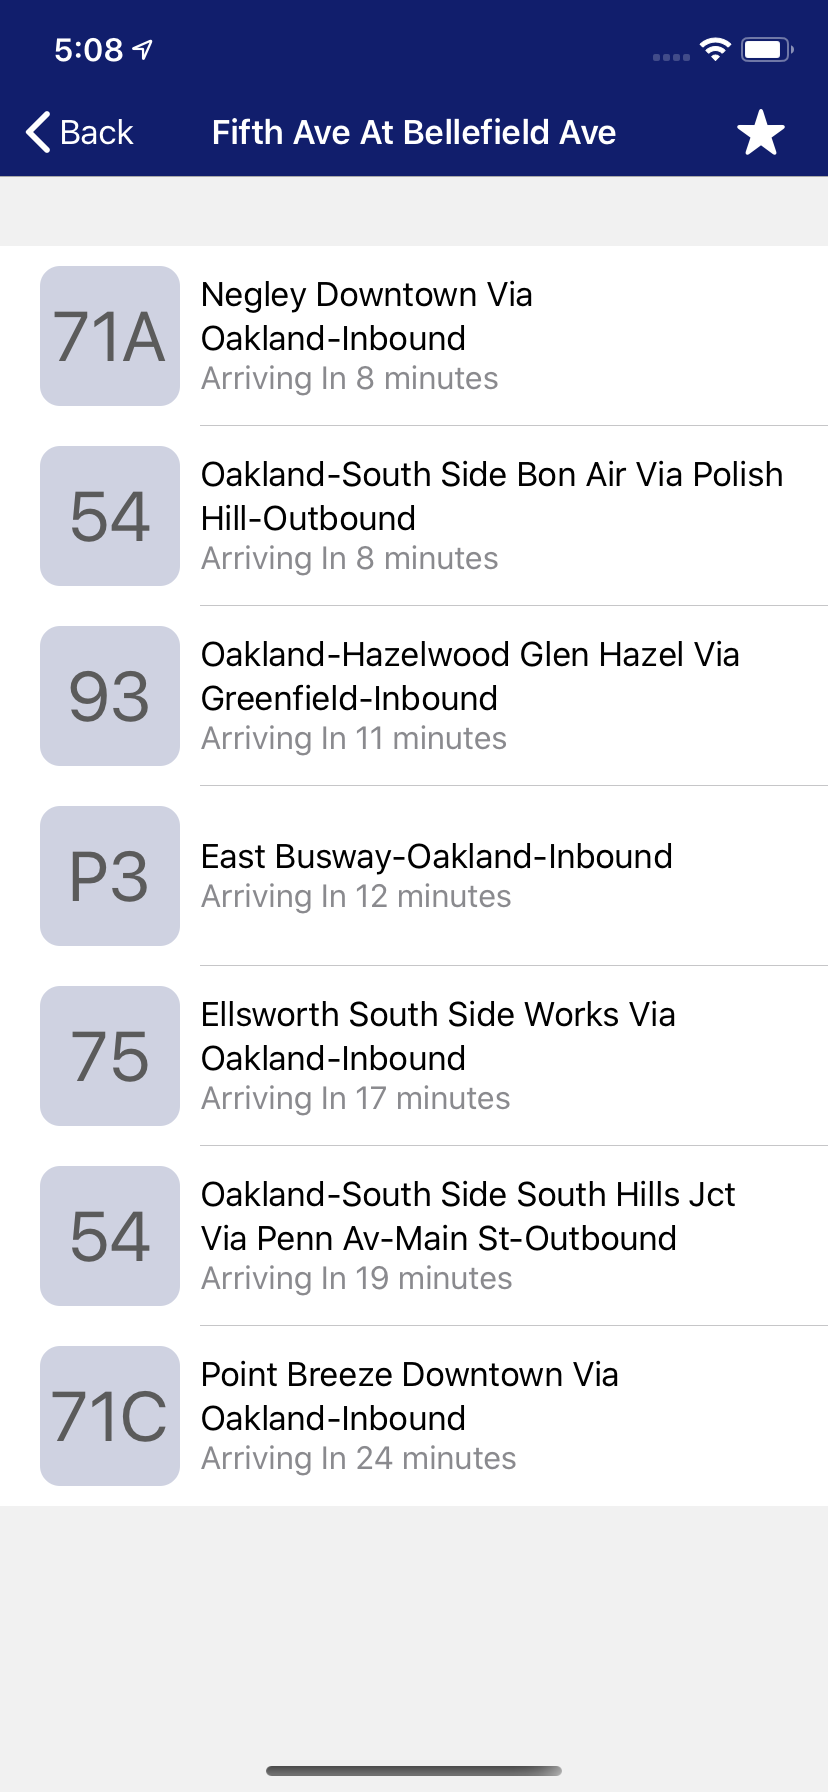 5:08
Back
Fifth Ave At Bellefield Ave
71A
Negley Downtown Via
Oakland-Inbound
Arriving In 8 minutes
54
Oakland-South Side Bon Air Via Polish
Hill-Outbound
Arriving In 8 minutes
93
Oakland-Hazelwood Glen Hazel Via
Greenfield-Inbound
Arriving In 11 minutes
P3
East Busway-Oakland-Inbound
Arriving In 12 minutes
75
Ellsworth South Side Works Via
Oakland-Inbound
Arriving In 17 minutes
54
Oakland-South Side South Hills Jct
Via Penn Av-Main St-Outbound
Arriving In 19 minutes
71C
Point Breeze Downtown Via
Oakland-Inbound
Arriving In 24 minutes